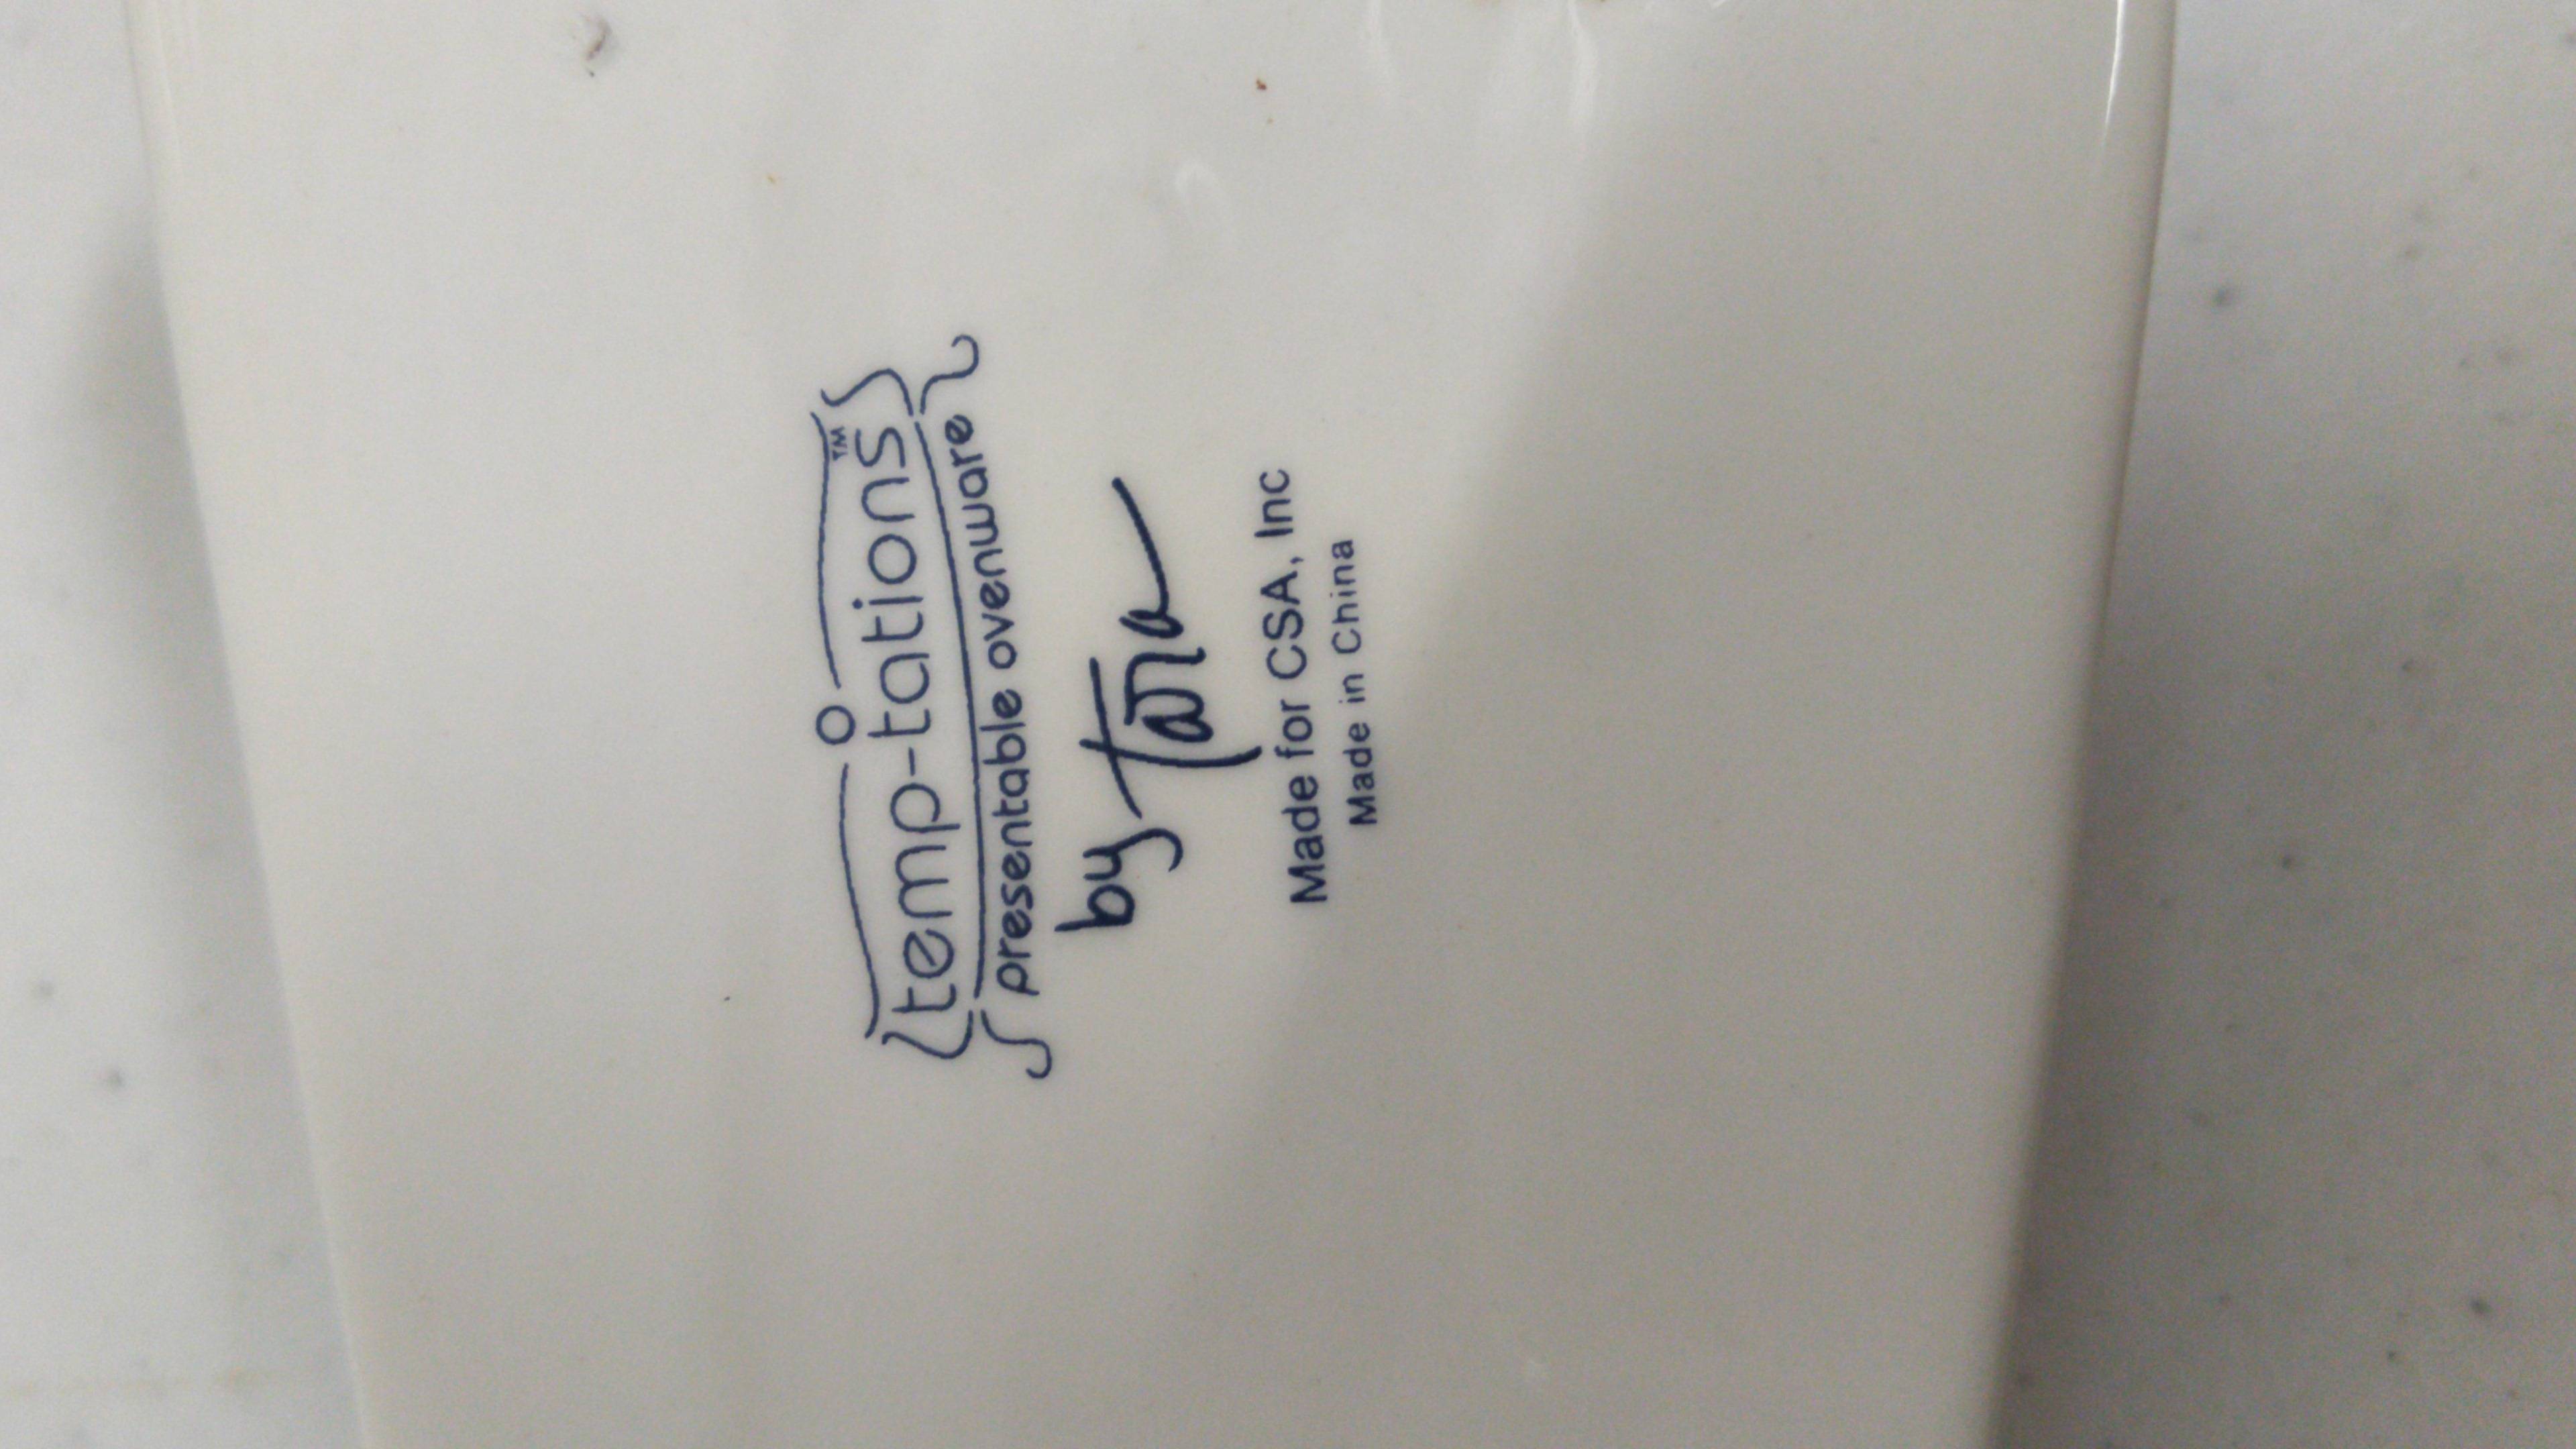 temp-tations™
presentable ovenware
by Tara
Made for CSA, Inc
Made in China